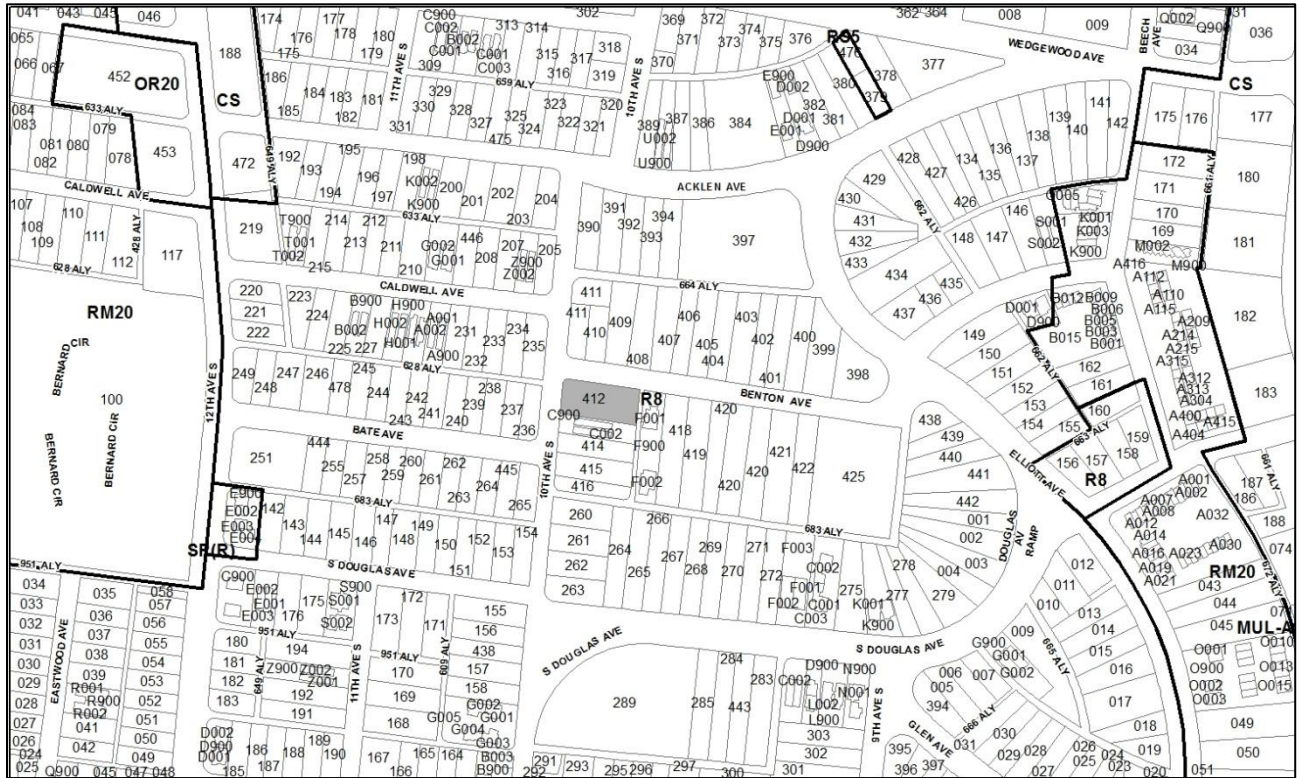 041 043 045 046 174 177 C900 C002 B002 C001 C001 C003 313 314 302 369 372 374 362 364 008 009 BEECH AVE Q002 Q900 031
065 188 176 178 180 315 317 318 371 373 375 376 RS5 WEDGEWOOD AVE 034 036
066 067 452 OR20 175 179 11TH AVE S 309 316 319 370 10TH AVE S 476 377 CS
CS 186 659 ALY E900 D002 380 378 379
633 ALY 184 183 181 329 330 328 325 323 320 389 387 386 384 382 D001 381 139 141
084 083 079 185 182 331 327 324 322 321 U002 E001 D900 138 140 142 175 176 177
081 080 078 453 472 649 ALY 192 195 475 U900 428 134 136 137 172
082 193 196 198 K002 200 202 204 ACKLEN AVE 429 427 135 171 661 ALY 180
CALDWELL AVE 194 197 K900 201 203 391 394 430 426 O005 170
107 110 633 ALY 390 392 393 397 431 662 ALY 146 S001 K001 K003 169
108 109 111 112 428 ALY 117 219 T900 T001 T002 214 212 213 211 G002 G001 446 207 208 Z900 Z002 205 432 148 147 S002 K900 M002 M900 181
628 ALY 215 210 433 434 435 A416 A112
CALDWELL AVE 664 ALY 436 437 D001 D900 B012 B009 B006 B005 B003 B001 B015 A110 A115
RM20 220 221 222 223 224 B900 B002 H900 H002 H001 A001 A002 A900 231 234 235 411 411 410 409 406 403 402 400 399 A209 A214 A215 A315 182
225 227 232 408 407 405 404 401 398 149 150 151 152 153 154 662 ALY 162 161 A312 A313 A304 183
BERNARD CIR 100 12TH AVE S 249 248 247 246 245 628 ALY 238 BENTON AVE 160 A400 A404 A415
BERNARD CIR 478 244 242 243 241 240 239 237 236 412 R8 C900 F001 420 438 439 155 663 ALY 159
BERNARD CIR BATE AVE C002 414 F900 418 419 421 440 ELLIOTT AVE 156 157 158
251 444 255 258 260 262 445 10TH AVE S 415 416 F002 420 420 422 425 441 R8
257 259 261 263 264 265 442 001 A001 A002 A007 A008 187 186 661 ALY
E900 E002 E003 E004 142 683 ALY 260 266 683 ALY 002 DOUGLAS AV RAMP A012 A014 A032
SP(R) 143 144 145 147 146 149 148 150 152 153 154 261 264 267 269 268 271 F003 C002 278 003 A016 A019 A021 A023 A030 188 074
951 ALY S DOUGLAS AVE 151 262 263 265 270 272 F001 F002 C001 C003 275 277 279 004 012 011 RM20 672 ALY
034 035 058 057 C900 E002 E001 E003 175 176 S900 S001 S002 172 155 K001 K900 010 013 043 044 045
033 032 036 056 951 ALY 173 171 156 438 S DOUGLAS AVE S DOUGLAS AVE 009 G900 G001 G002 665 ALY 014 015 MUL-A
031 030 037 038 055 054 180 181 194 11TH AVE S 951 ALY 170 609 ALY 157 284 283 D900 C002 N900 N001 006 007 016 O001 O010
EASTWOOD AVE 029 028 039 R001 R900 R002 053 052 182 183 649 ALY Z900 Z002 Z001 192 191 169 158 G002 289 285 443 L002 L900 005 394 666 ALY 017 O900 O002 O003 O013 O015
027 041 051 168 G005 G004 G001 303 302 9TH AVE S GLEN AVE 030 018 049
026 024 025 042 050 049 D002 D900 D001 186 188 189 190 167 165 164 G003 B003 395 031 029 028 027 026 025 024 019 050
Q900 045 047 048 185 187 166 B900 291 292 293 295 296 297 300 301 396 397 023 020 051